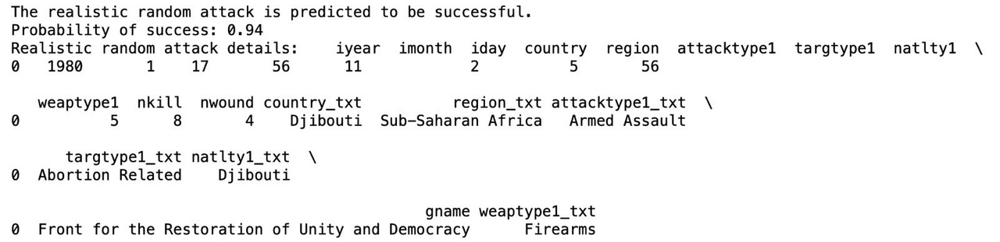 The realistic random attack is predicted to be successful.
Probability of success: 0.94
Realistic random attack details:    iyear  imonth  iday  country  region  attacktype1  targtype1  natlty1  \
0   1980       1    17       56      11            2          5       56
weaptype1  nkill  nwound country_txt          region_txt attacktype1_txt  \
0          5      8       4    Djibouti  Sub-Saharan Africa   Armed Assault
targtype1_txt natlty1_txt  \
0  Abortion Related    Djibouti
gname weaptype1_txt
0  Front for the Restoration of Unity and Democracy      Firearms